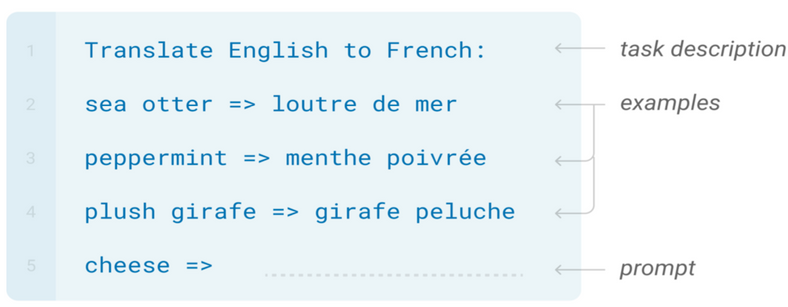 1 Translate English to French: task description
2 sea otter => loutre de mer examples
3 peppermint => menthe poivrée
4 plush girafe => girafe peluche
5 cheese => prompt